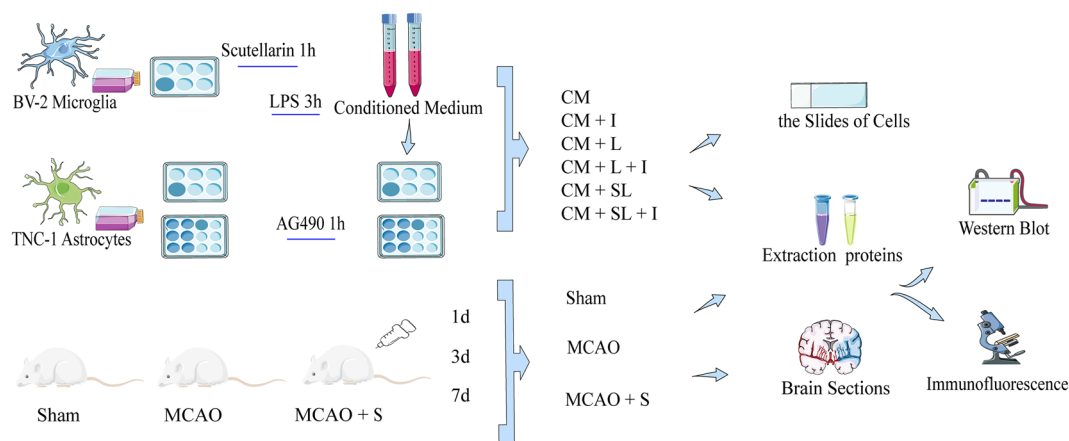 Scutellarin 1h
BV-2 Microglia
LPS 3h
Conditioned Medium
TNC-1 Astrocytes
AG490 1h
CM
CM + I
CM + L
CM + L + I
CM + SL
CM + SL + I
the Slides of Cells
Extraction proteins
Western Blot
Sham
MCAO
MCAO + S
1d
3d
7d
Sham
MCAO
MCAO + S
Brain Sections
Immunofluorescence